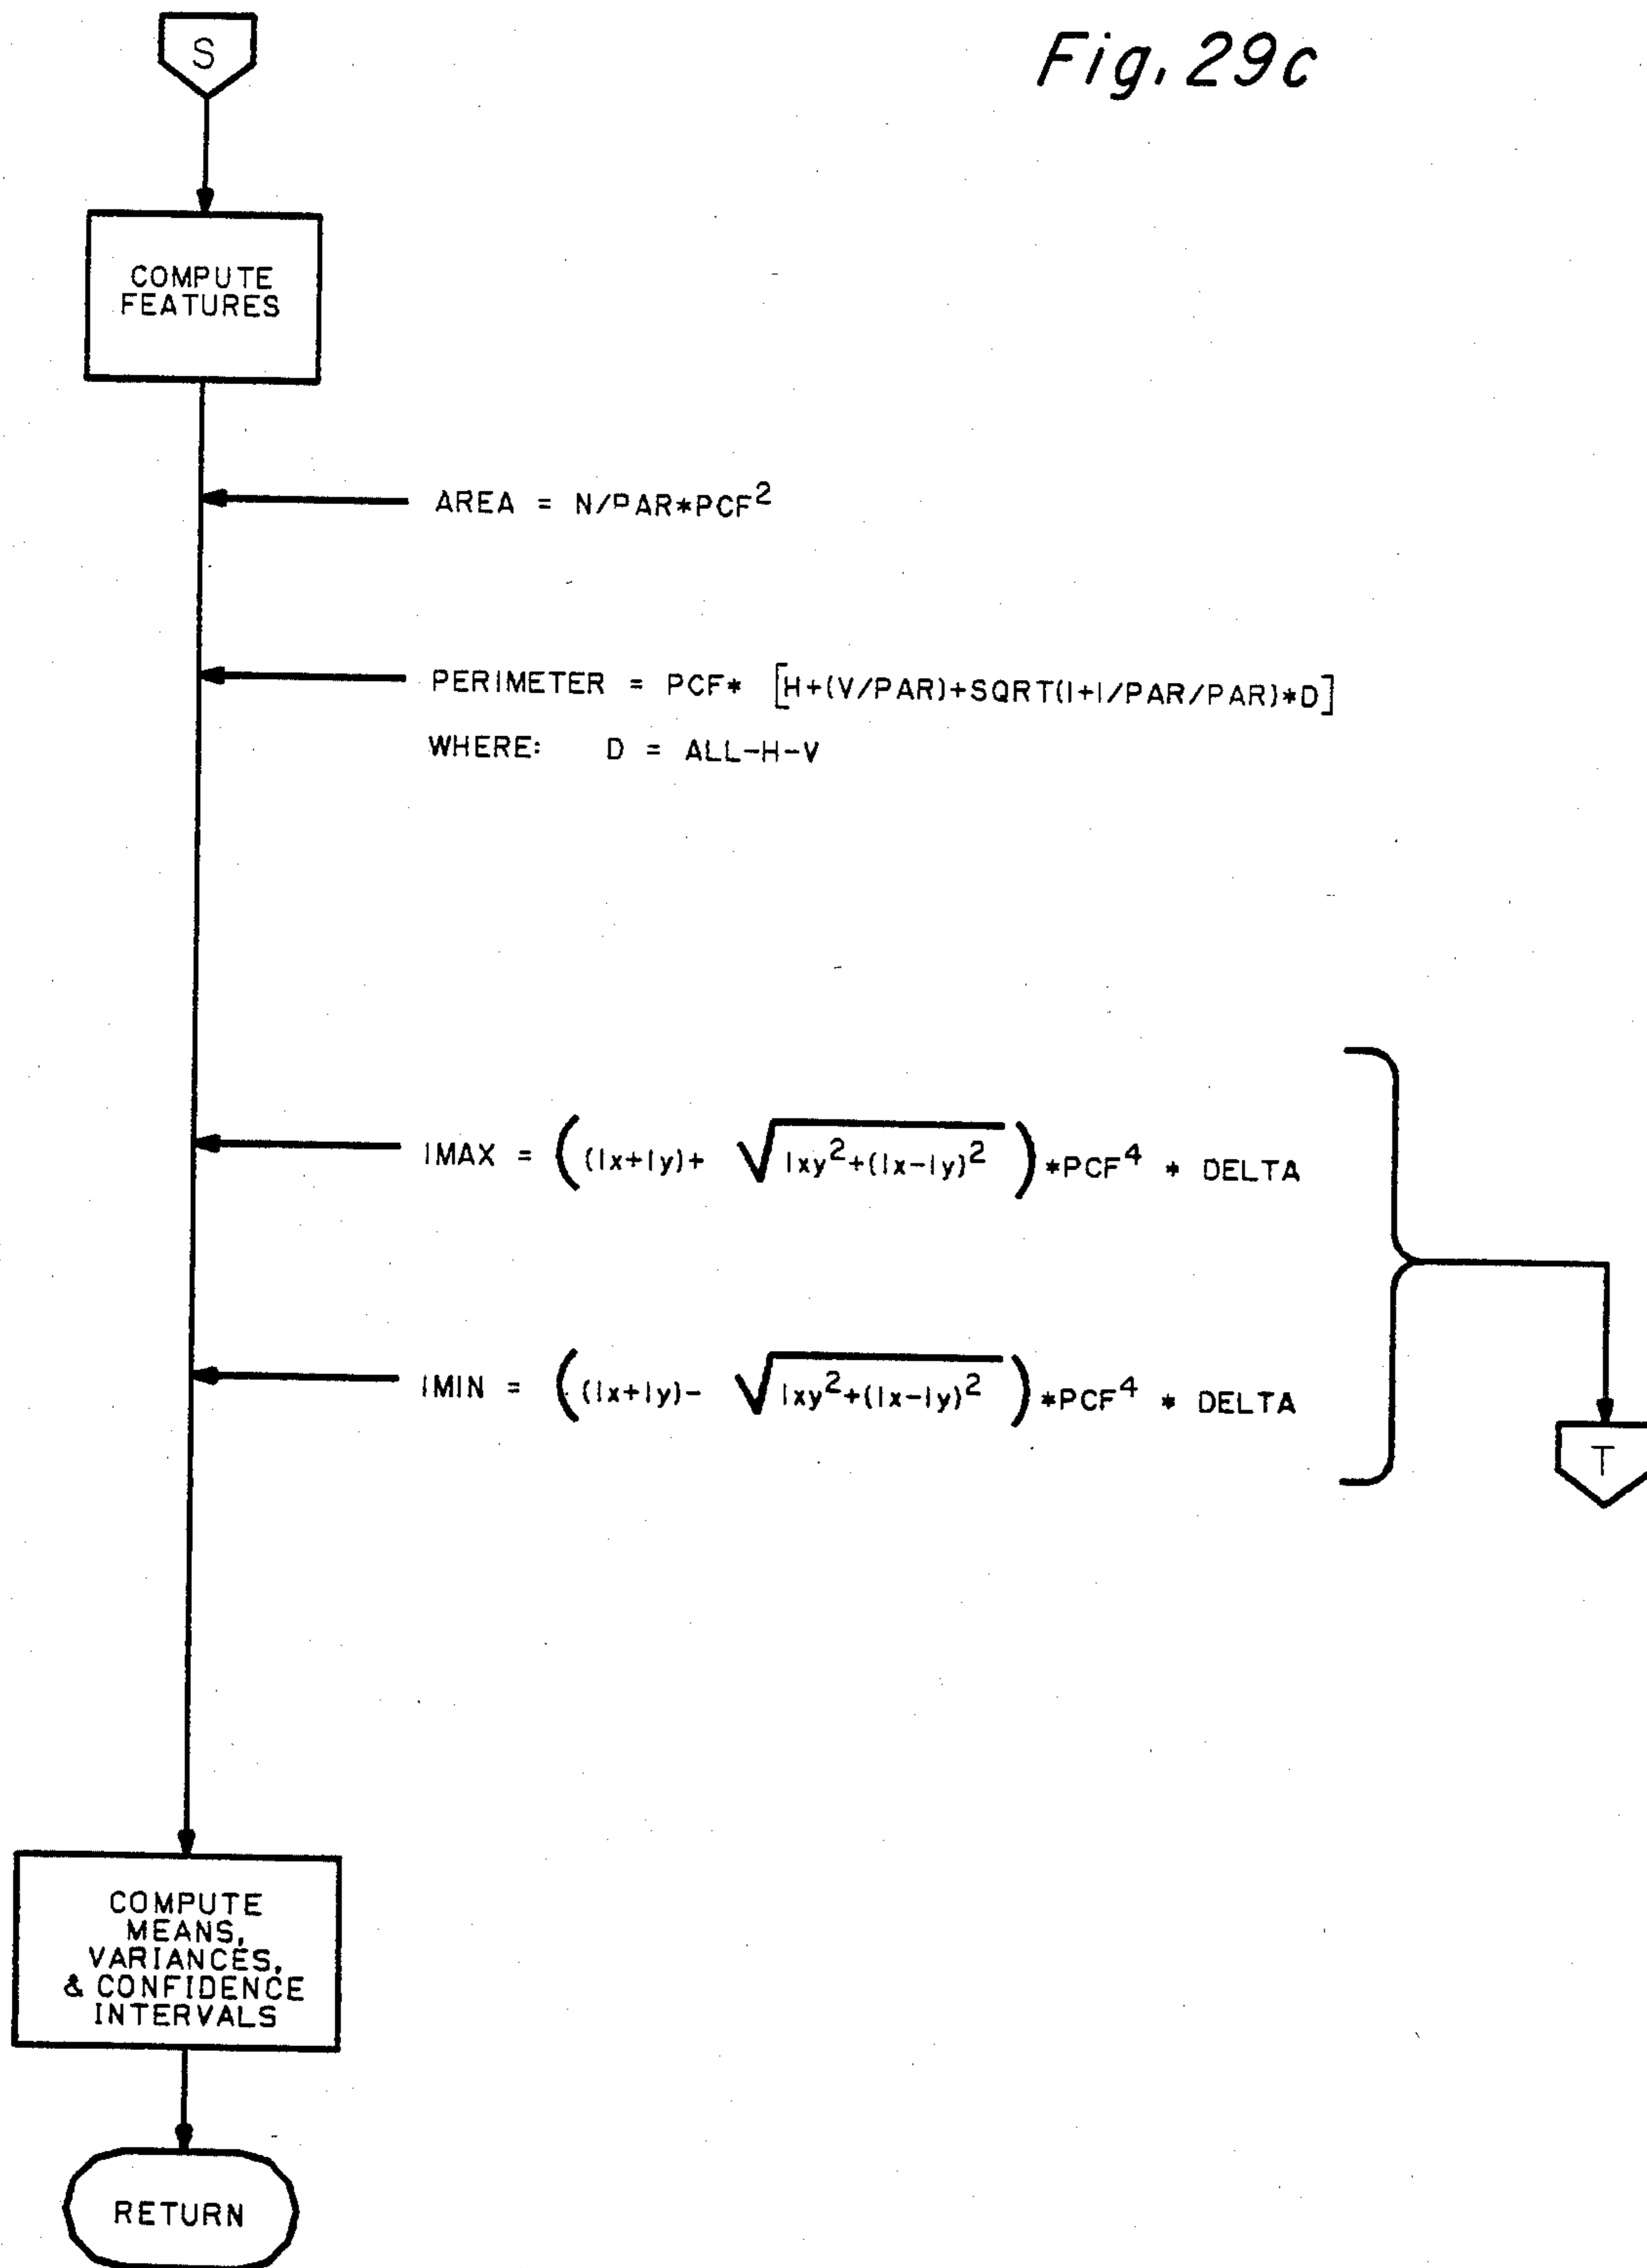 Fig. 29c
S
COMPUTE
FEATURES
AREA = N/PAR*PCF²
PERIMETER = PCF* [H+(V/PAR)+SQRT(1+1/PAR/PAR)*D]
WHERE: D = ALL-H-V
IMAX = ((Ix+Iy)+ √Ixy²+(Ix-Iy)²)*PCF⁴ * DELTA
IMIN = ((Ix+Iy)- √Ixy²+(Ix-Iy)²)*PCF⁴ * DELTA
T
COMPUTE
MEANS,
VARIANCES,
& CONFIDENCE
INTERVALS
RETURN